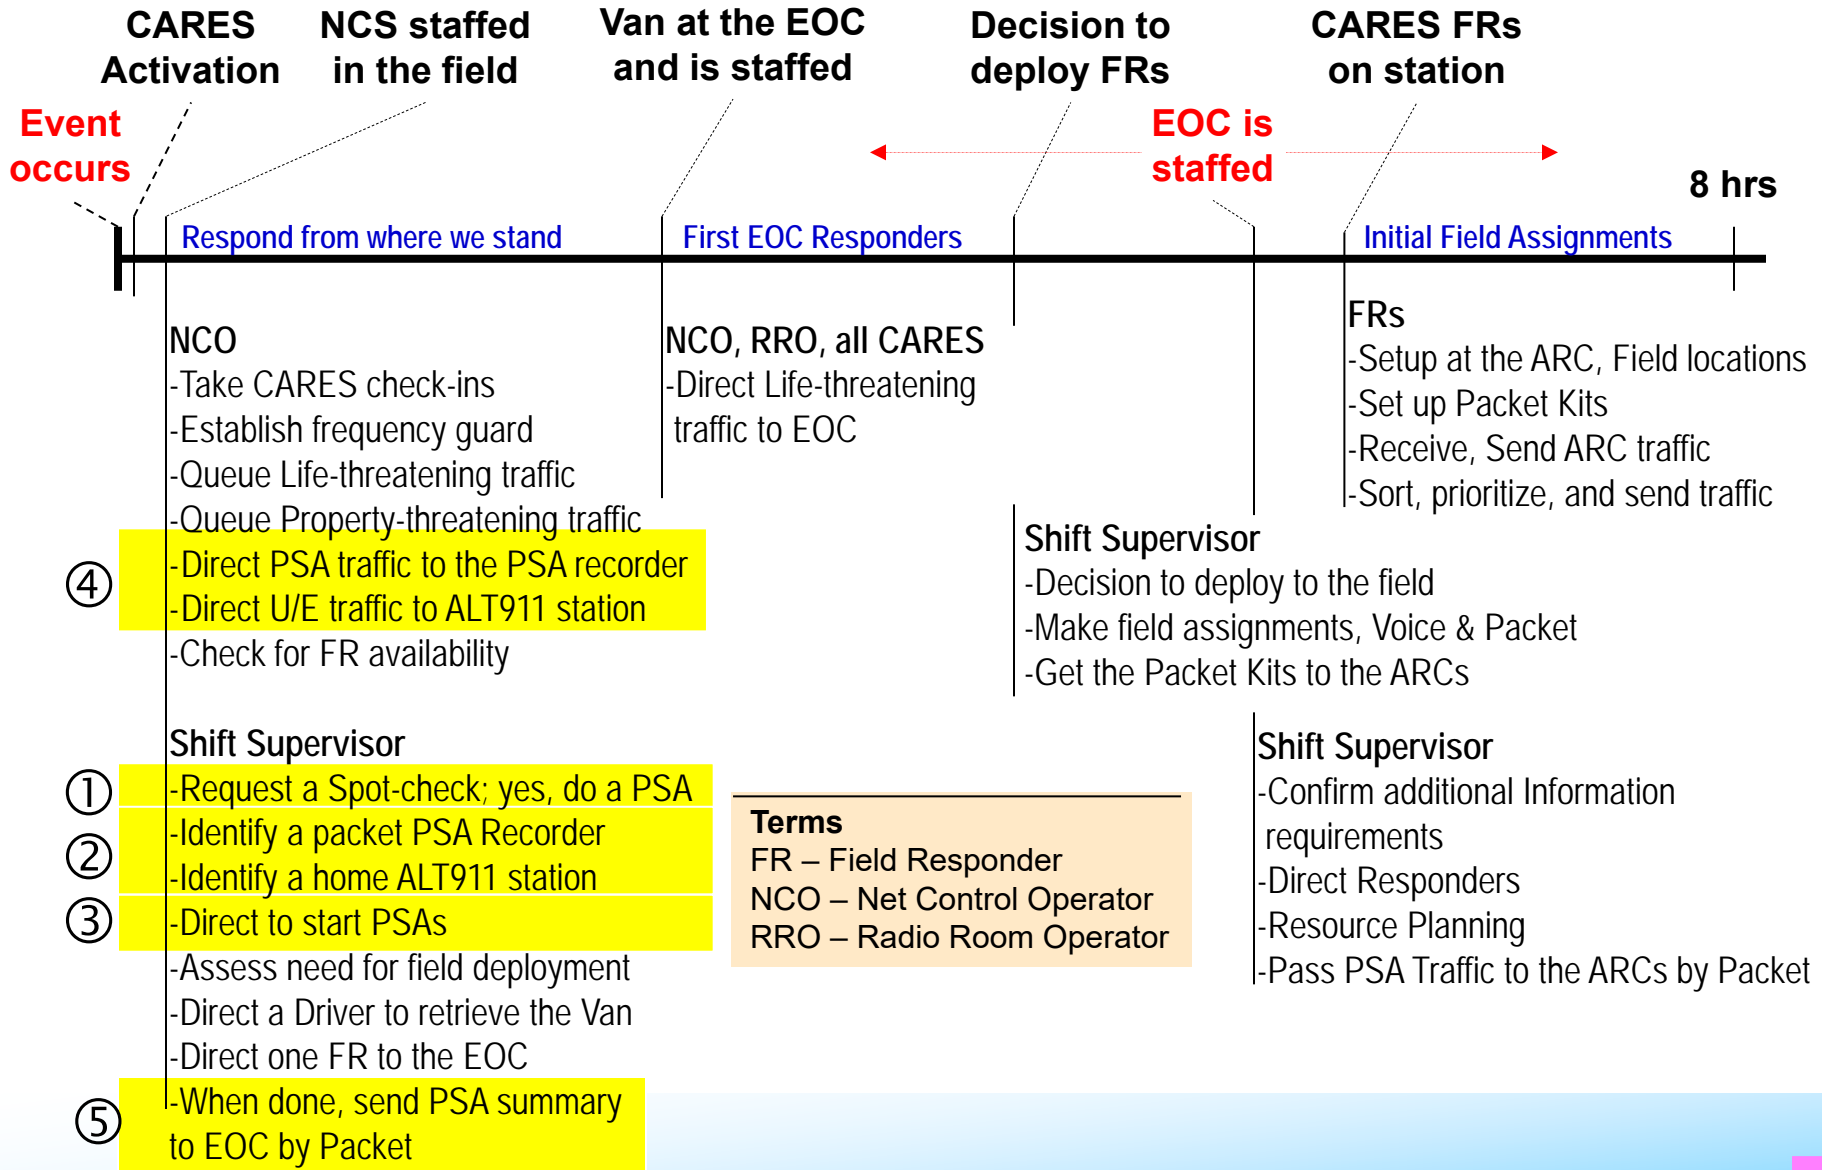 CARES
Activation
NCS staffed
in the field
Van at the EOC
and is staffed
Decision to
deploy FRs
CARES FRs
on station
Event
occurs
EOC is
staffed
8 hrs
Respond from where we stand
First EOC Responders
Initial Field Assignments
NCO
-Take CARES check-ins
-Establish frequency guard
-Queue Life-threatening traffic
-Queue Property-threatening traffic
④
-Direct PSA traffic to the PSA recorder
-Direct U/E traffic to ALT911 station
-Check for FR availability
Shift Supervisor
①
-Request a Spot-check; yes, do a PSA
②
-Identify a packet PSA Recorder
-Identify a home ALT911 station
③
-Direct to start PSAs
-Assess need for field deployment
-Direct a Driver to retrieve the Van
-Direct one FR to the EOC
⑤
-When done, send PSA summary
to EOC by Packet
NCO, RRO, all CARES
-Direct Life-threatening
traffic to EOC
Shift Supervisor
-Decision to deploy to the field
-Make field assignments, Voice & Packet
-Get the Packet Kits to the ARCs
FRs
-Setup at the ARC, Field locations
-Set up Packet Kits
-Receive, Send ARC traffic
-Sort, prioritize, and send traffic
Shift Supervisor
-Confirm additional Information
requirements
-Direct Responders
-Resource Planning
-Pass PSA Traffic to the ARCs by Packet
Terms
FR – Field Responder
NCO – Net Control Operator
RRO – Radio Room Operator